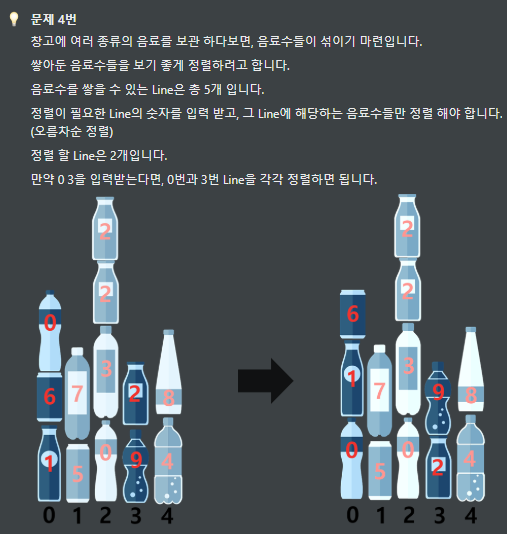 문제 4번
창고에 여러 종류의 음료를 보관 하다보면, 음료수들이 섞이기 마련입니다.
쌓아둔 음료수들을 보기 좋게 정렬하려고 합니다.
음료수를 쌓을 수 있는 Line은 총 5개 입니다.
정렬이 필요한 Line의 숫자를 입력 받고, 그 Line에 해당하는 음료수들만 정렬 해야 합니다.
(오름차순 정렬)
정렬 할 Line은 2개입니다.
만약 0 3을 입력받는다면, 0번과 3번 Line을 각각 정렬하면 됩니다.
2 2
2 2
0 6
3 3
6 7 2 8 1 7 9 8
1 5 0 9 4 0 5 0 2 4
0 1 2 3 4 0 1 2 3 4